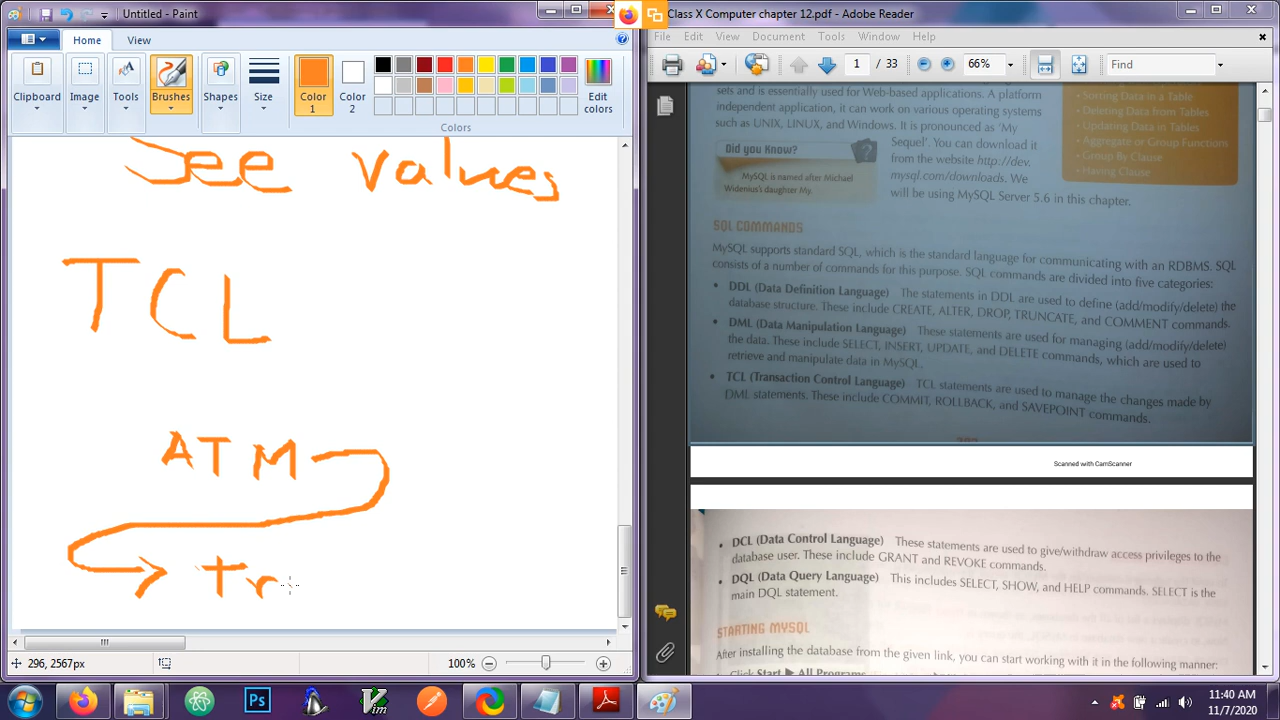 Untitled - Paint
Home View
Clipboard Image Tools Brushes Shapes Size Color 1 Color 2 Edit colors
Colors
See values
TCL
ATM
Tr
296, 2567px
100%
Class X Computer chapter 12.pdf - Adobe Reader
File Edit View Document Tools Window Help
1 / 33 66% Find
sets and is essentially used for Web-based applications. A platform
independent application, it can work on various operating systems
such as UNIX, LINUX, and Windows. It is pronounced as 'My
Sequel'. You can download it
from the website http://dev.
mysql.com/downloads. We
will be using MySQL Server 5.6 in this chapter.
Did you Know?
MySQL is named after Michael
Widenius's daughter My.
• Sorting Data in a Table
• Deleting Data from Tables
• Updating Data in Tables
• Aggregate or Group Functions
• Group By Clause
• Having Clause
SQL COMMANDS
MySQL supports standard SQL, which is the standard language for communicating with an RDBMS. SQL
consists of a number of commands for this purpose. SQL commands are divided into five categories:
• DDL (Data Definition Language) The statements in DDL are used to define (add/modify/delete) the
database structure. These include CREATE, ALTER, DROP, TRUNCATE, and COMMENT commands.
• DML (Data Manipulation Language) These statements are used for managing (add/modify/delete)
the data. These include SELECT, INSERT, UPDATE, and DELETE commands, which are used to
retrieve and manipulate data in MySQL.
• TCL (Transaction Control Language) TCL statements are used to manage the changes made by
DML statements. These include COMMIT, ROLLBACK, and SAVEPOINT commands.
Scanned with CamScanner
• DCL (Data Control Language) These statements are used to give/withdraw access privileges to the
database user. These include GRANT and REVOKE commands.
• DQL (Data Query Language) This includes SELECT, SHOW, and HELP commands. SELECT is the
main DQL statement.
STARTING MYSQL
After installing the database from the given link, you can start working with it in the following manner:
Click Start ▶ All Programs
11:40 AM
11/7/2020